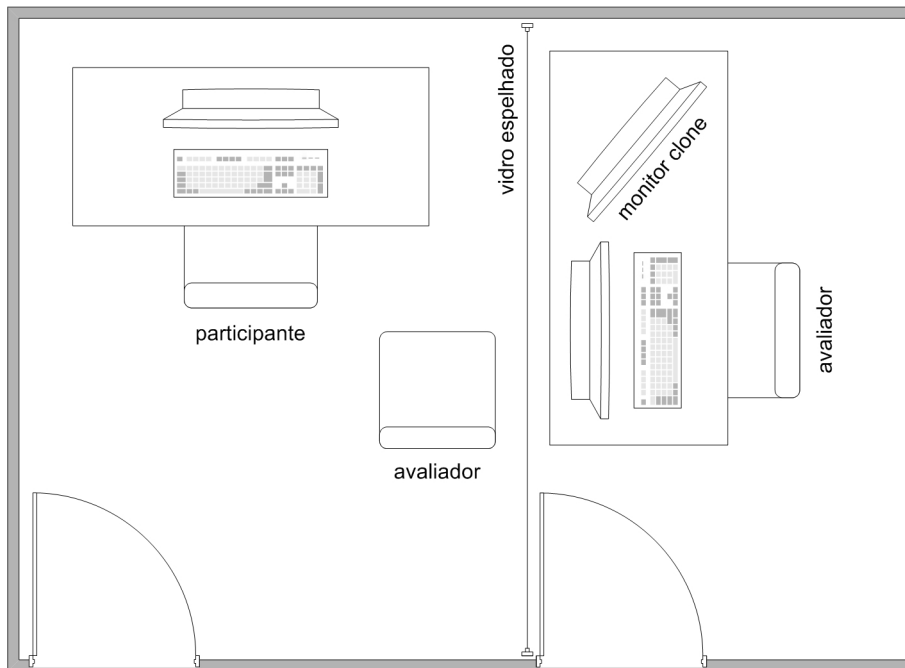 vidro espelhado
monitor clone
participante
avaliador
avaliador